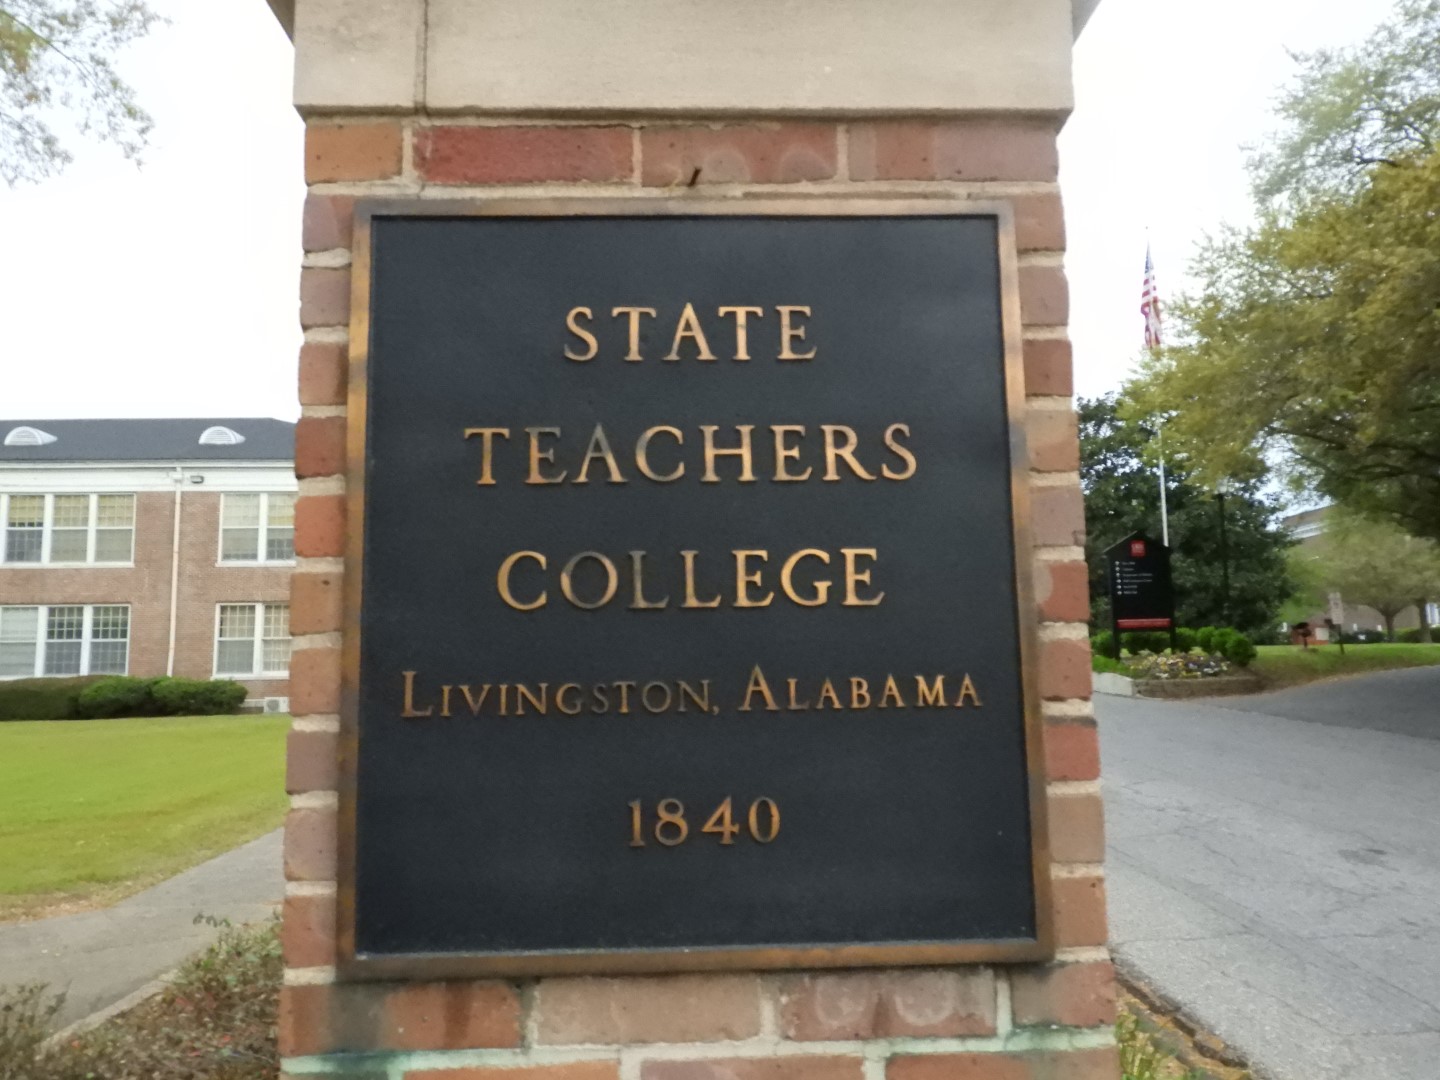 STATE
TEACHERS
COLLEGE
LIVINGSTON, ALABAMA
1840